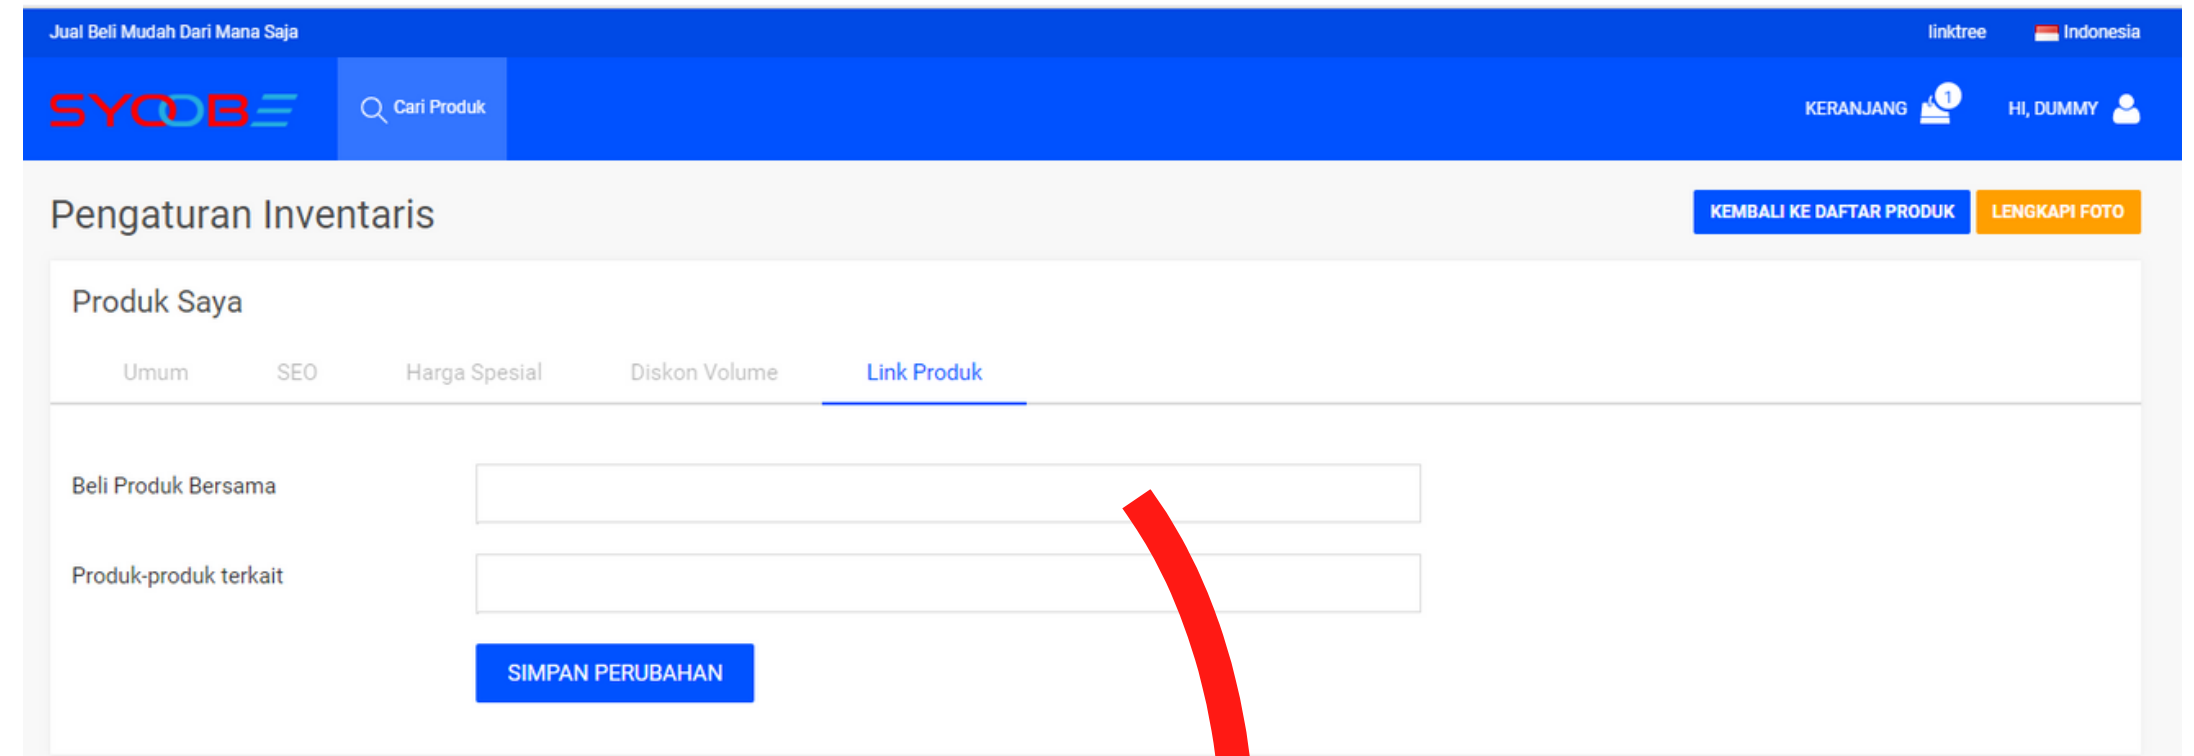 Jual Beli Mudah Dari Mana Saja linktree Indonesia
SYOOBE Cari Produk KERANJANG 1 HI, DUMMY
Pengaturan Inventaris KEMBALI KE DAFTAR PRODUK LENGKAPI FOTO
Produk Saya
Umum SEO Harga Spesial Diskon Volume Link Produk
Beli Produk Bersama
Produk-produk terkait
SIMPAN PERUBAHAN